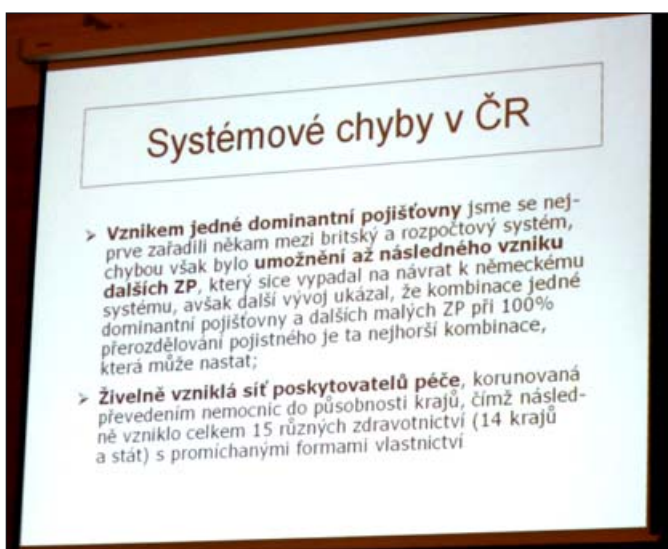 Systémové chyby v ČR
➢ Vznikem jedné dominantní pojišťovny jsme se nej-
prve zařadili někam mezi britský a rozpočtový systém,
chybou však bylo umožnění až následného vzniku
dalších ZP, který sice vypadal na návrat k německému
systému, avšak další vývoj ukázal, že kombinace jedné
dominantní pojišťovny a dalších malých ZP při 100%
přerozdělování pojistného je ta nejhorší kombinace,
která může nastat;
➢ Živelně vzniklá síť poskytovatelů péče, korunovaná
převedením nemocnic do působnosti krajů, čímž násled-
ně vzniklo celkem 15 různých zdravotnictví (14 krajů
a stát) s promíchanými formami vlastnictví